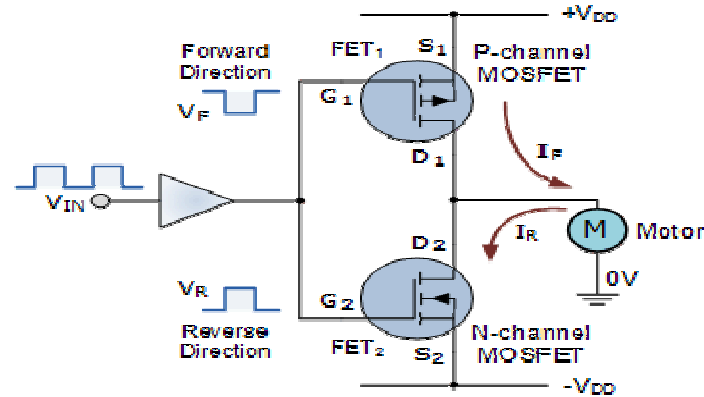 +VDD
Forward
Direction
VF
FET1
S1
G1
D1
P-channel
MOSFET
IF
VIN
M
Motor
0V
IR
D2
VR
Reverse
Direction
G2
FET2
S2
N-channel
MOSFET
-VDD